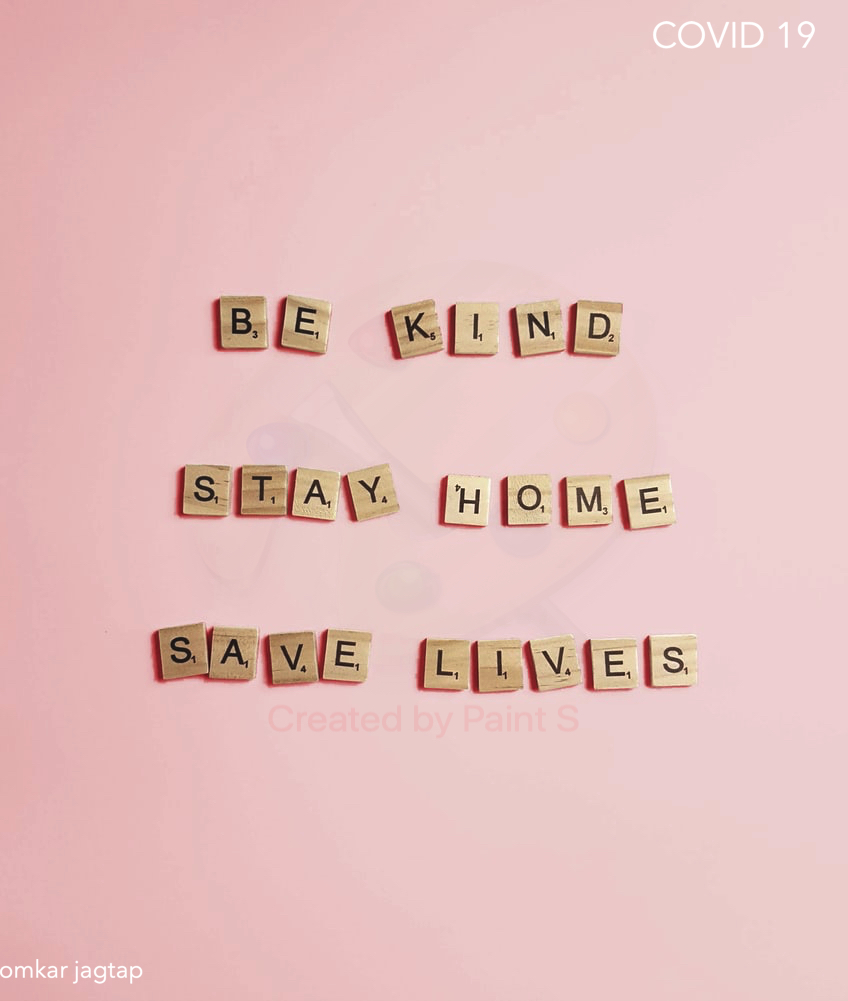 COVID 19
BE KIND
STAY HOME
SAVE LIVES
Created by Paint S
omkar jagtap